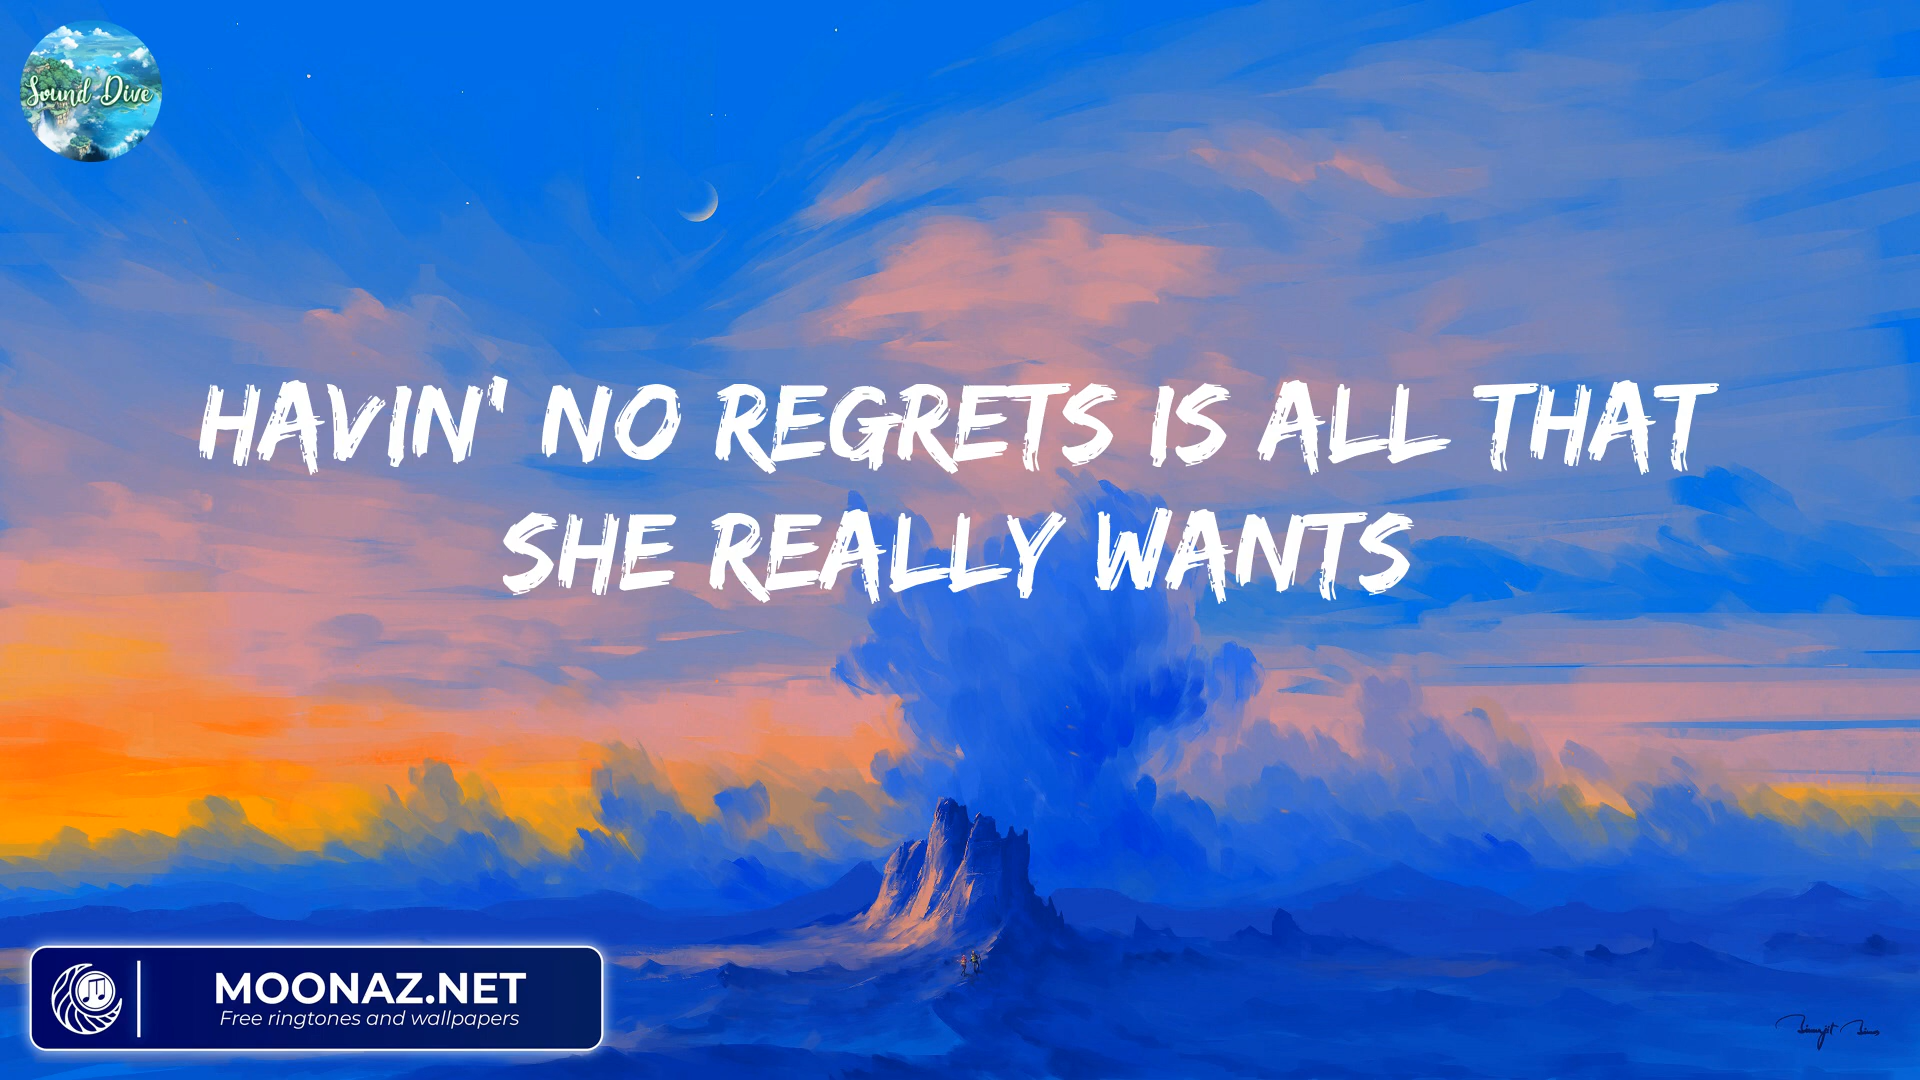 Sound Dive
HAVIN' NO REGRETS IS ALL THAT
SHE REALLY WANTS
MOONAZ.NET
Free ringtones and wallpapers